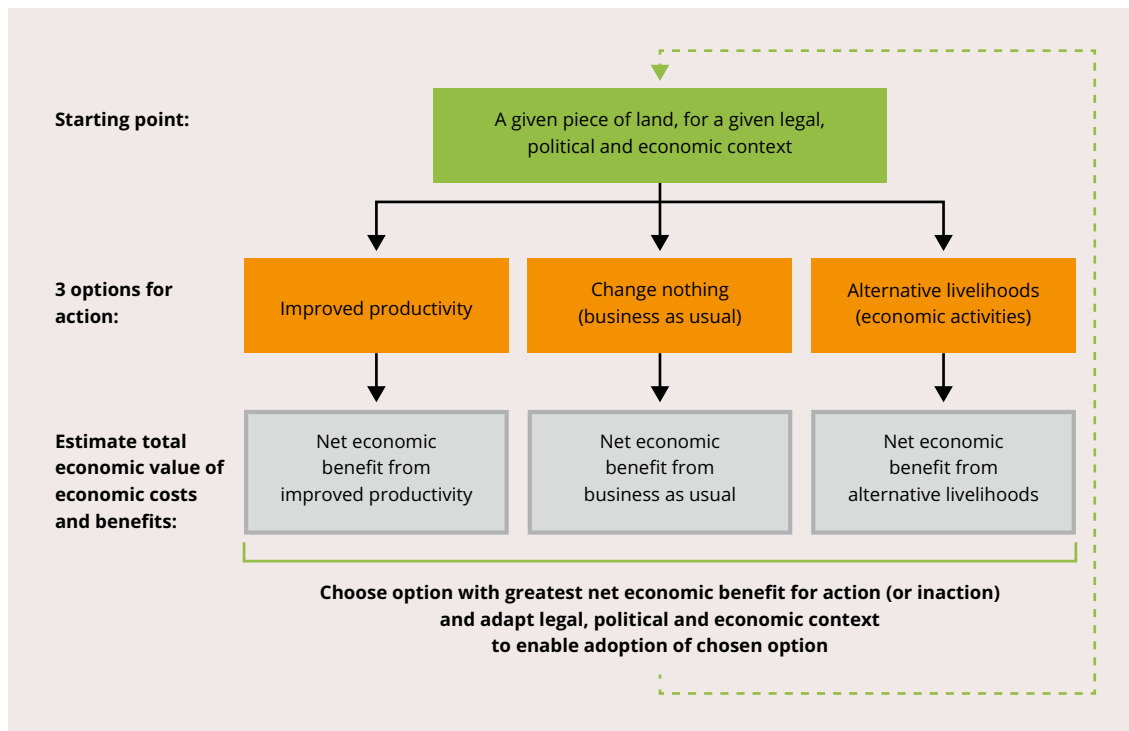 Starting point:
A given piece of land, for a given legal,
political and economic context
3 options for
action:
Improved productivity
Change nothing
(business as usual)
Alternative livelihoods
(economic activities)
Estimate total
economic value of
economic costs
and benefits:
Net economic
benefit from
improved productivity
Net economic
benefit from
business as usual
Net economic
benefit from
alternative livelihoods
Choose option with greatest net economic benefit for action (or inaction)
and adapt legal, political and economic context
to enable adoption of chosen option